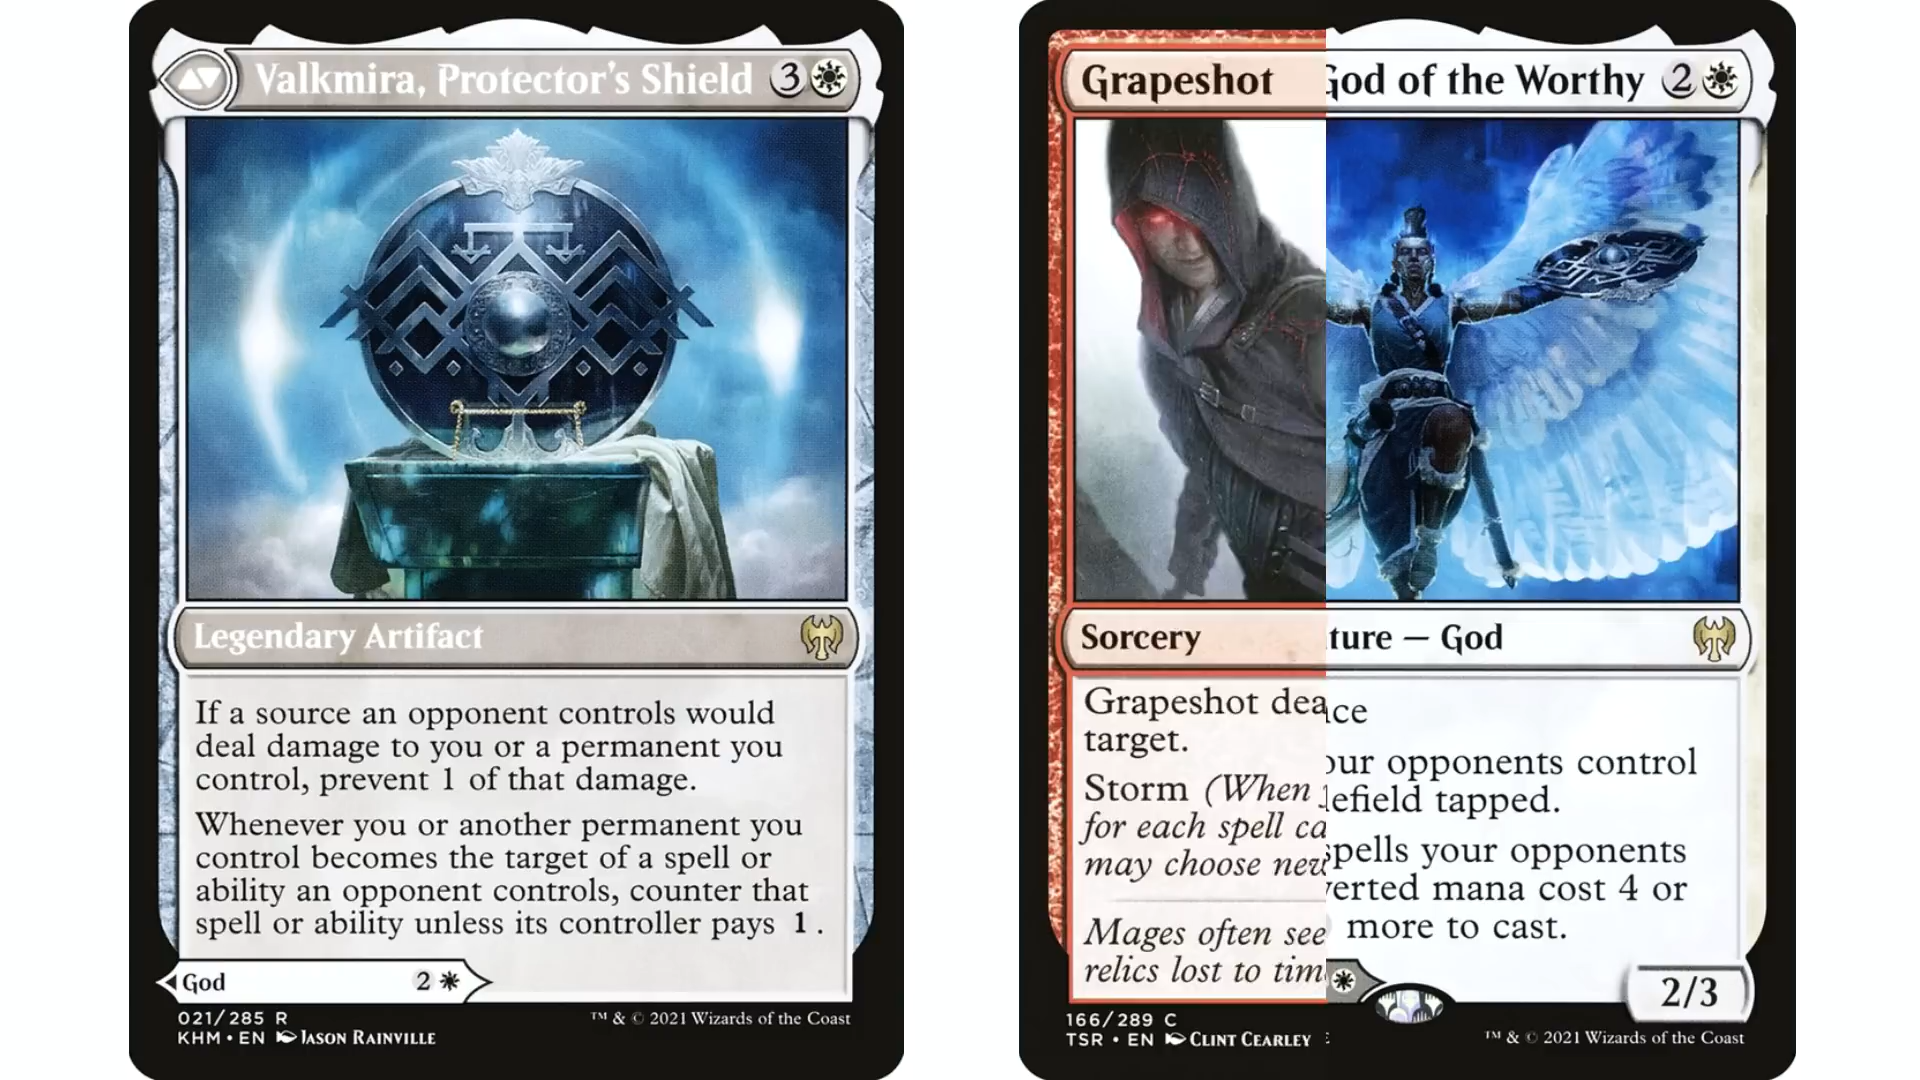 Valkmira, Protector's Shield 3
Legendary Artifact
If a source an opponent controls would
deal damage to you or a permanent you
control, prevent 1 of that damage.
Whenever you or another permanent you
control becomes the target of a spell or
ability an opponent controls, counter that
spell or ability unless its controller pays 1.
God 2
021/285 R
KHM • EN JASON RAINVILLE
™ & © 2021 Wizards of the Coast
Grapeshot
God of the Worthy 2
Sorcery
ture — God
Grapeshot dea
target.
Storm (When
for each spell ca
may choose new
Mages often see
relics lost to tim
ce
our opponents control
lefield tapped.
spells your opponents
verted mana cost 4 or
more to cast.
2/3
166/289 C
TSR • EN CLINT CEARLEY
™ & © 2021 Wizards of the Coast